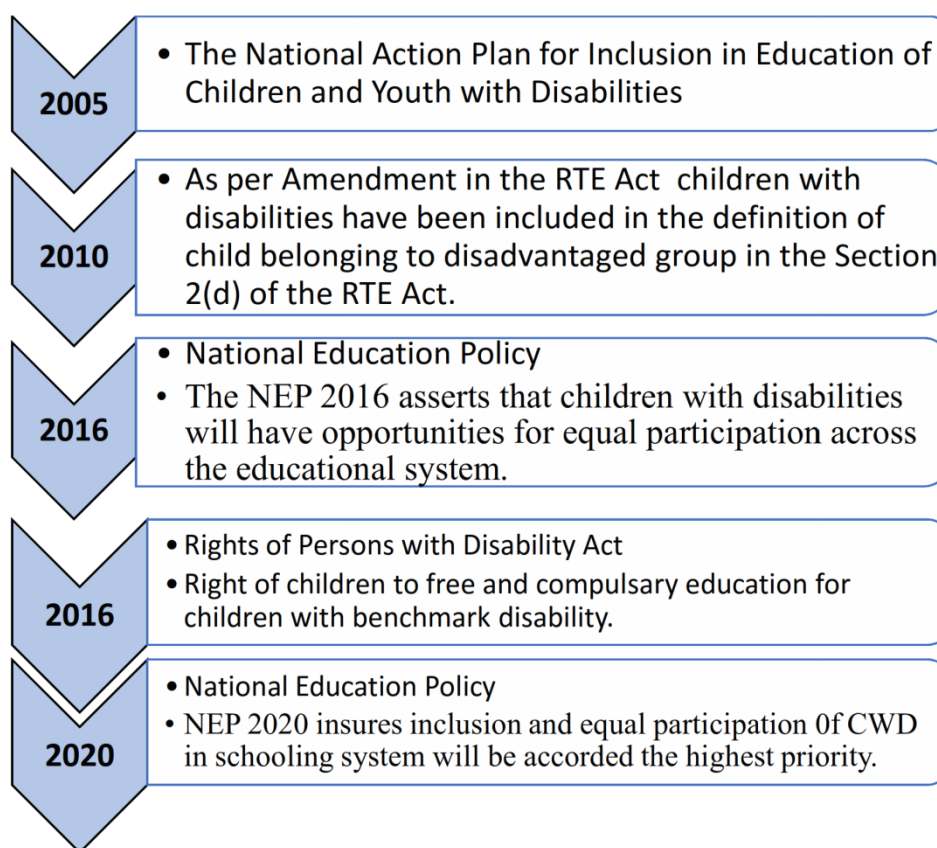 2005
• The National Action Plan for Inclusion in Education of
Children and Youth with Disabilities
2010
• As per Amendment in the RTE Act children with
disabilities have been included in the definition of
child belonging to disadvantaged group in the Section
2(d) of the RTE Act.
2016
• National Education Policy
• The NEP 2016 asserts that children with disabilities
will have opportunities for equal participation across
the educational system.
2016
• Rights of Persons with Disability Act
• Right of children to free and compulsary education for
children with benchmark disability.
2020
• National Education Policy
• NEP 2020 insures inclusion and equal participation 0f CWD
in schooling system will be accorded the highest priority.